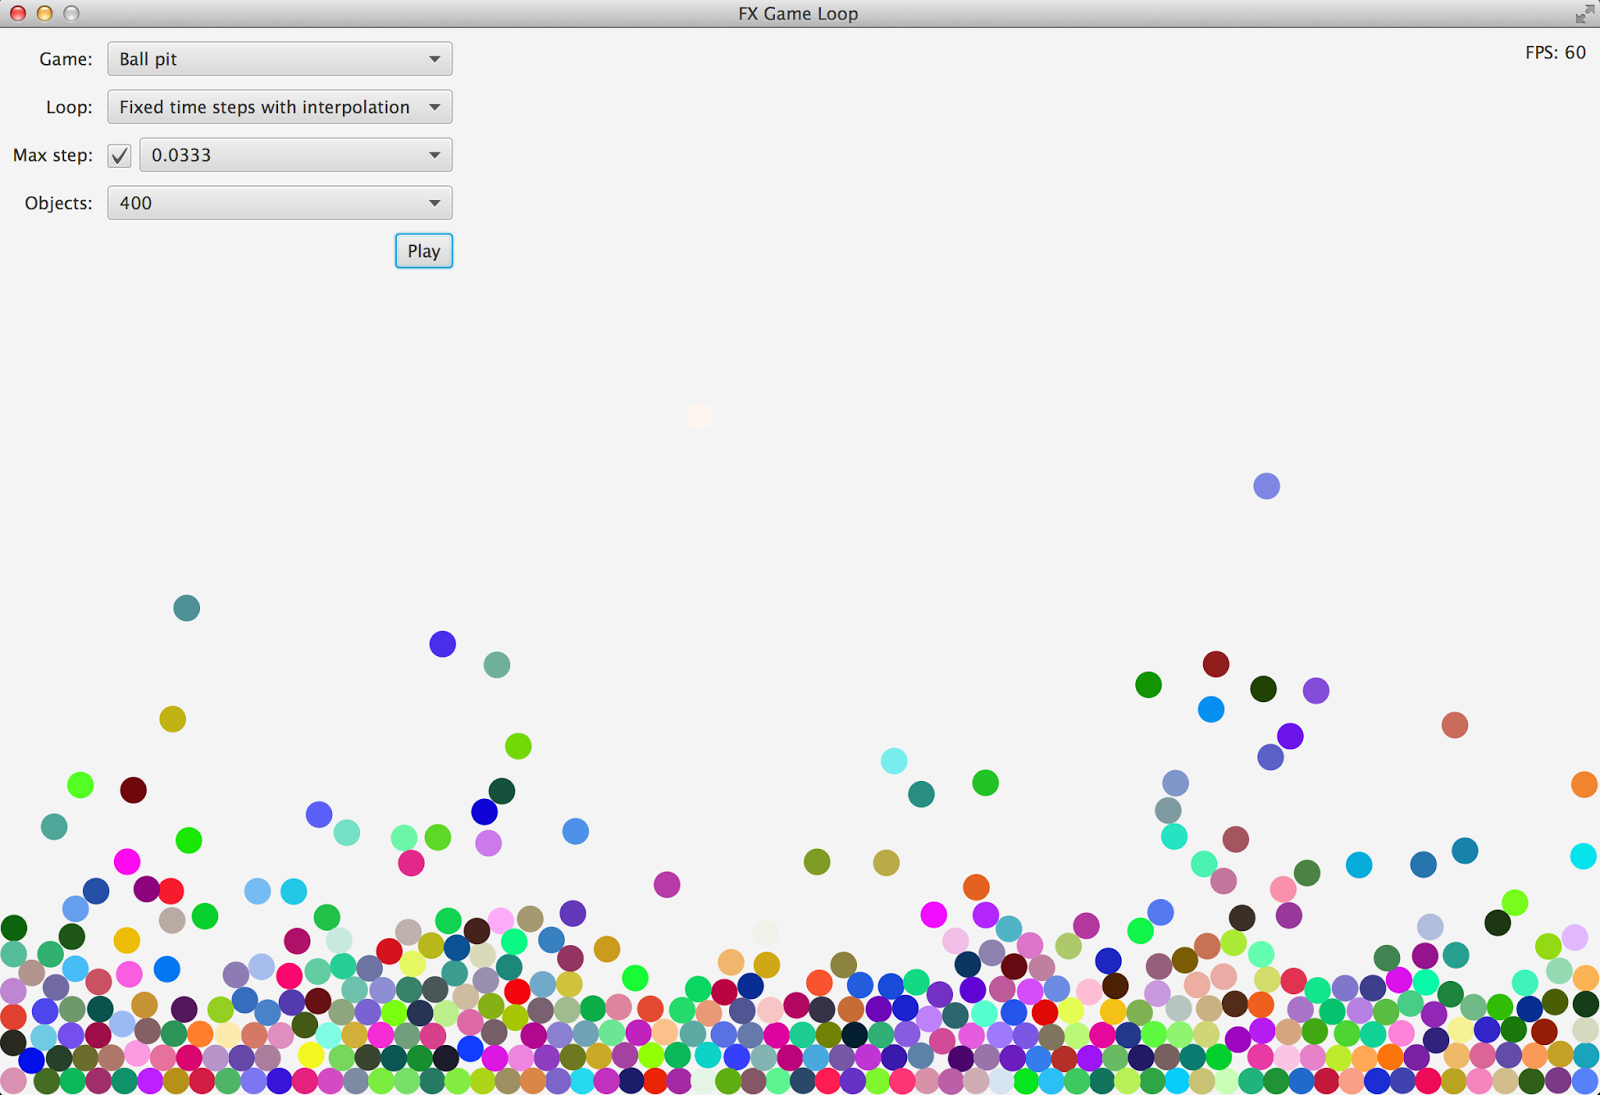 FX Game Loop
Game: Ball pit
FPS: 60
Loop: Fixed time steps with interpolation
Max step: 0.0333
Objects: 400
Play